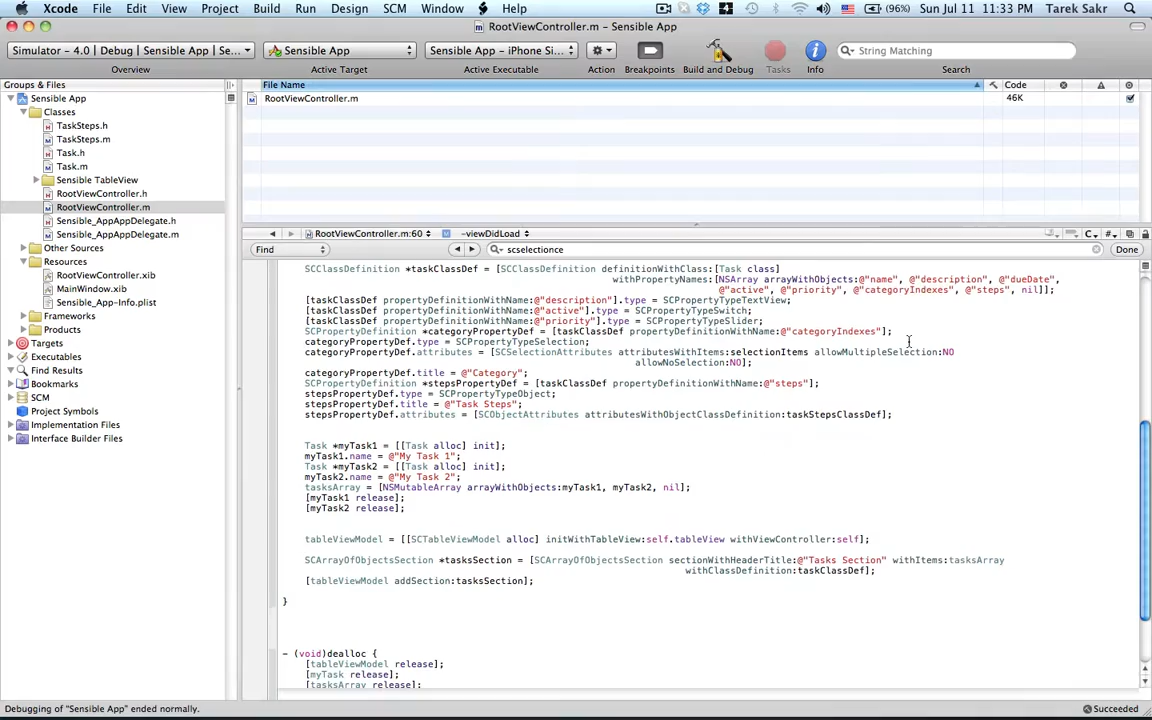 Xcode File Edit View Project Build Run Design SCM Window Help 4 (96%) Sun Jul 11 11:33 PM Tarek Sakr
RootViewController.m – Sensible App
Simulator - 4.0 | Debug | Sensible App | Se... Sensible App Sensible App – iPhone Si... String Matching
Overview Active Target Active Executable Action Breakpoints Build and Debug Tasks Info Search
Groups & Files File Name Code
Sensible App RootViewController.m 46K
Classes
TaskSteps.h
TaskSteps.m
Task.h
Task.m
Sensible TableView
RootViewController.h
RootViewController.m
Sensible_AppAppDelegate.h
Sensible_AppAppDelegate.m
Other Sources
Resources
RootViewController.xib
MainWindow.xib
Sensible_App-Info.plist
Frameworks
Products
Targets
Executables
Find Results
Bookmarks
SCM
Project Symbols
Implementation Files
Interface Builder Files
RootViewController.m:60 -viewDidLoad C #
Find scselectionce Done
SCClassDefinition *taskClassDef = [SCClassDefinition definitionWithClass:[Task class]
withPropertyNames:[NSArray arrayWithObjects:@"name", @"description", @"dueDate",
@"active", @"priority", @"categoryIndexes", @"steps", nil]];
[taskClassDef propertyDefinitionWithName:@"description"].type = SCPropertyTypeTextView;
[taskClassDef propertyDefinitionWithName:@"active"].type = SCPropertyTypeSwitch;
[taskClassDef propertyDefinitionWithName:@"priority"].type = SCPropertyTypeSlider;
SCPropertyDefinition *categoryPropertyDef = [taskClassDef propertyDefinitionWithName:@"categoryIndexes"];
categoryPropertyDef.type = SCPropertyTypeSelection;
categoryPropertyDef.attributes = [SCSelectionAttributes attributesWithItems:selectionItems allowMultipleSelection:NO
allowNoSelection:NO];
categoryPropertyDef.title = @"Category";
SCPropertyDefinition *stepsPropertyDef = [taskClassDef propertyDefinitionWithName:@"steps"];
stepsPropertyDef.type = SCPropertyTypeObject;
stepsPropertyDef.title = @"Task Steps";
stepsPropertyDef.attributes = [SCObjectAttributes attributesWithObjectClassDefinition:taskStepsClassDef];
Task *myTask1 = [[Task alloc] init];
myTask1.name = @"My Task 1";
Task *myTask2 = [[Task alloc] init];
myTask2.name = @"My Task 2";
tasksArray = [NSMutableArray arrayWithObjects:myTask1, myTask2, nil];
[myTask1 release];
[myTask2 release];
tableViewModel = [[SCTableViewModel alloc] initWithTableView:self.tableView withViewController:self];
SCArrayOfObjectsSection *tasksSection = [SCArrayOfObjectsSection sectionWithHeaderTitle:@"Tasks Section" withItems:tasksArray
withClassDefinition:taskClassDef];
[tableViewModel addSection:tasksSection];
}
- (void)dealloc {
[tableViewModel release];
[myTask release];
[tasksArray release];
Debugging of "Sensible App" ended normally. Succeeded